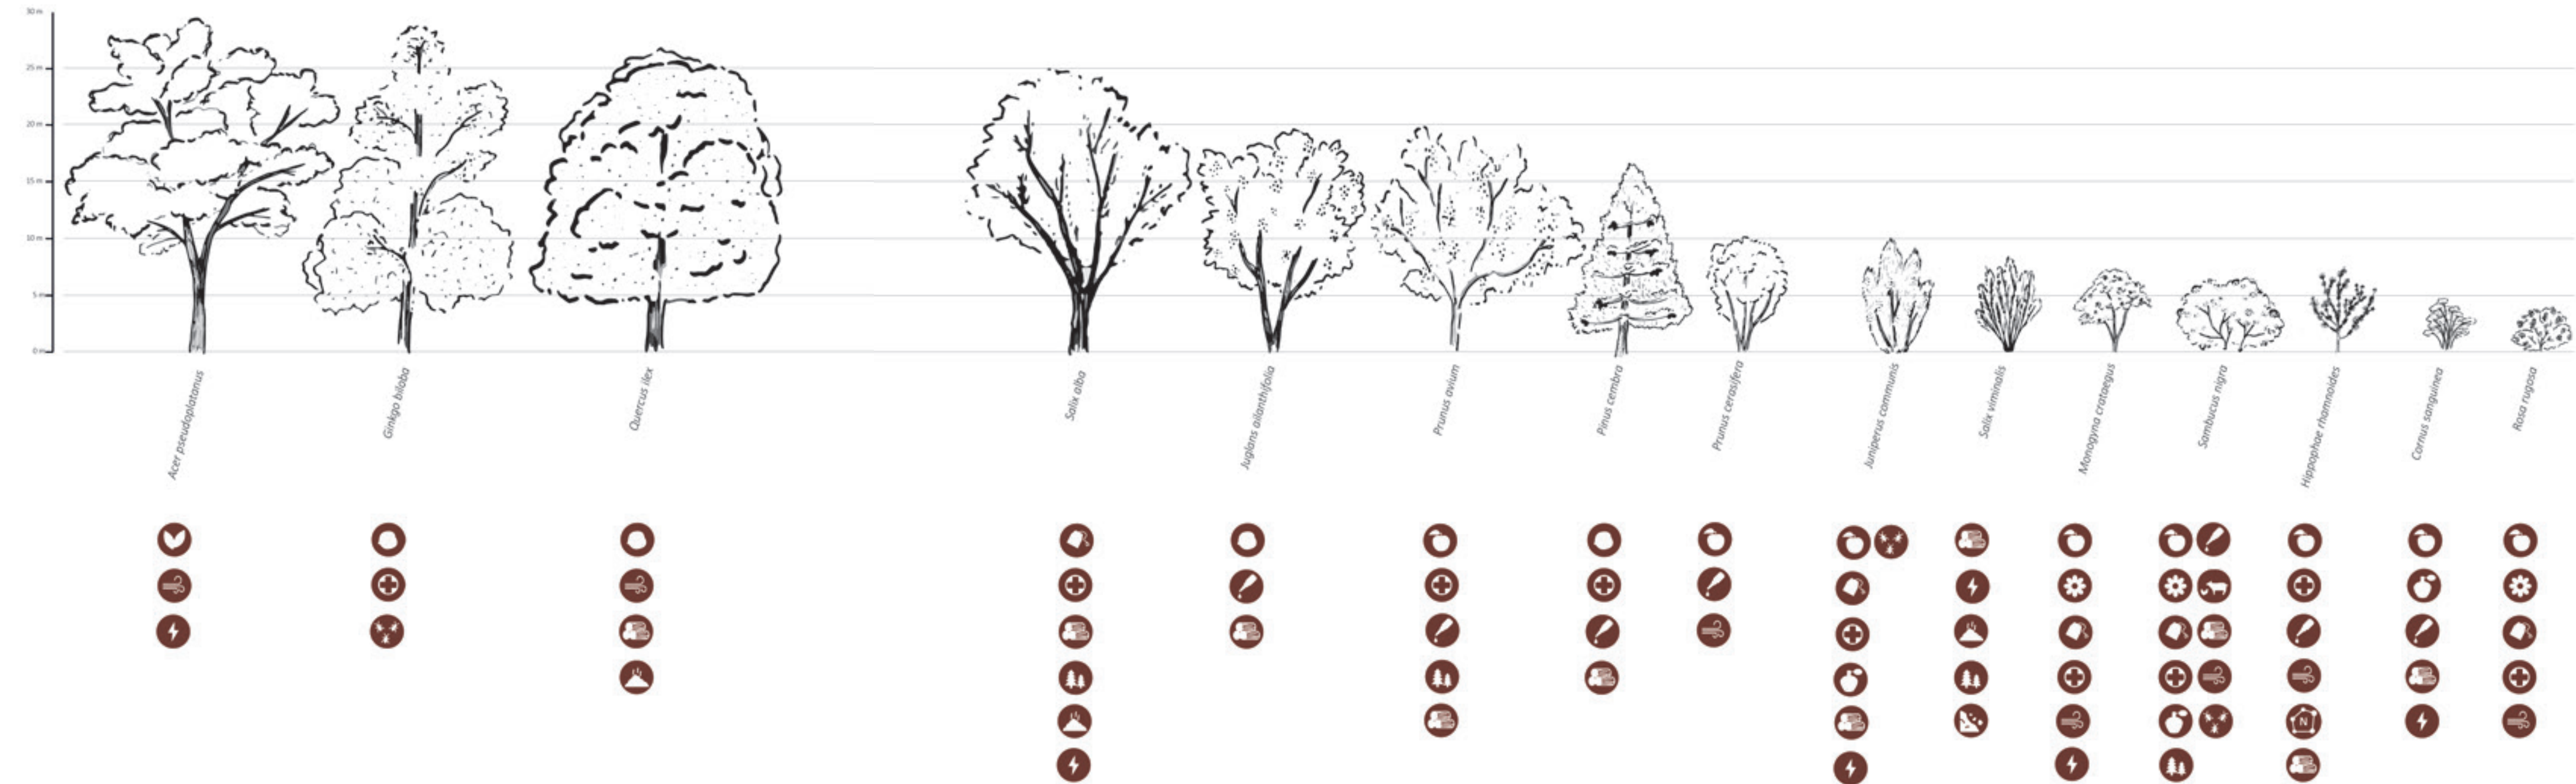 30 m
25 m
20 m
15 m
10 m
5 m
0 m
Acer pseudoplatanus
Ginkgo biloba
Quercus ilex
Salix alba
Juglans ailanthifolia
Prunus avium
Pinus cembra
Prunus cerasifera
Juniperus communis
Salix viminalis
Monogyna crataegus
Sambucus nigra
Hippophae rhamnoides
Cornus sanguinea
Rosa rugosa
N